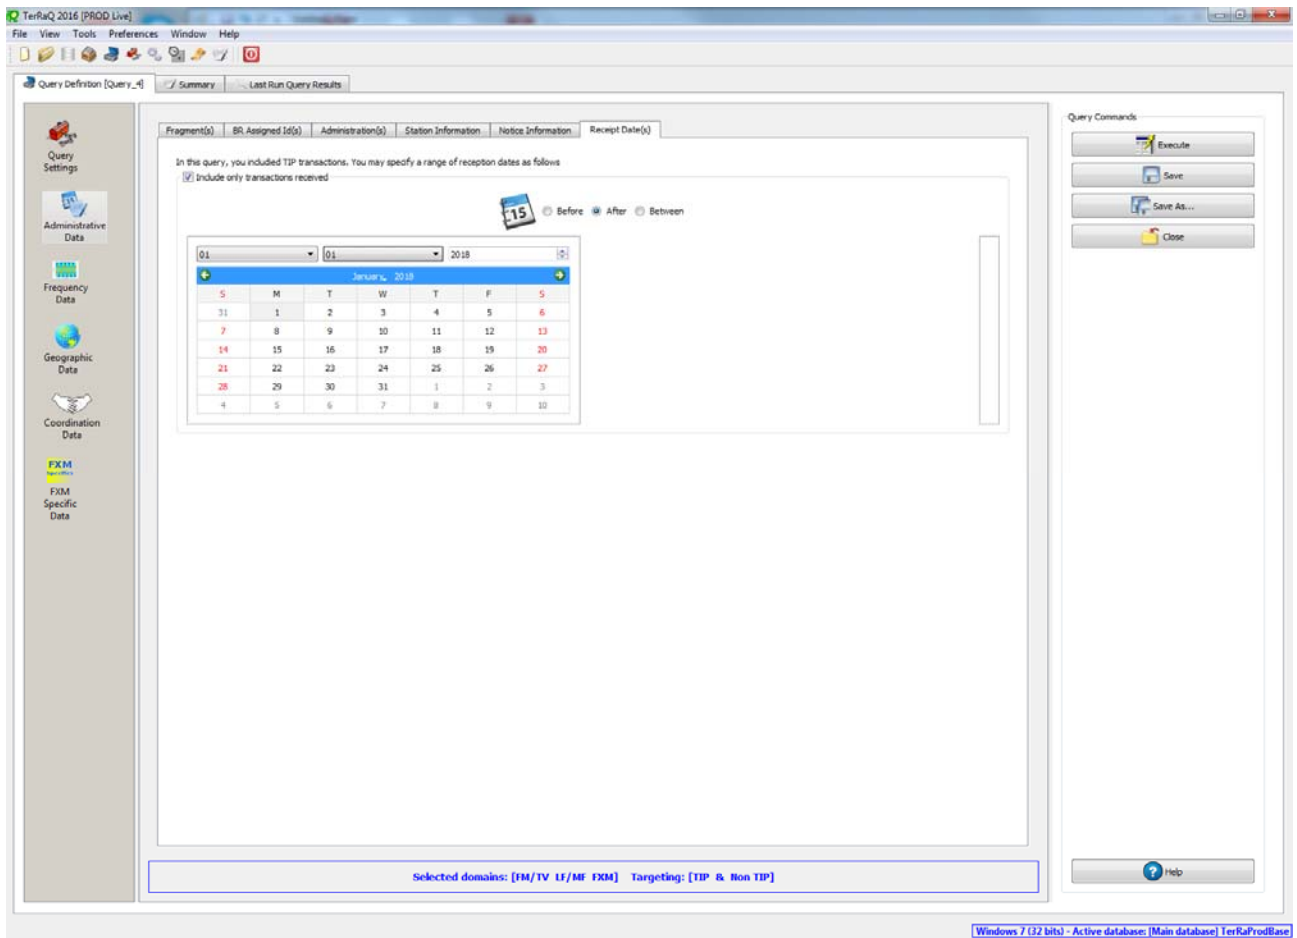 TerRaQ 2016 [PROD Live]
File View Tools Preferences Window Help
Query Definition [Query_4] Summary Last Run Query Results
Query Settings
Administrative Data
Frequency Data
Geographic Data
Coordination Data
FXM
FXM Specific Data
Fragment(s) BR Assigned Id(s) Administration(s) Station Information Notice Information Receipt Date(s)
In this query, you included TIP transactions. You may specify a range of reception dates as follows
Include only transactions received
15 Before After Between
01 01 2018
January, 2018
S M T W T F S
31 1 2 3 4 5 6
7 8 9 10 11 12 13
14 15 16 17 18 19 20
21 22 23 24 25 26 27
28 29 30 31 1 2 3
4 5 6 7 8 9 10
Query Commands
Execute
Save
Save As...
Close
Help
Selected domains: [FM/TV LF/MF FXM] Targeting: [TIP & Non TIP]
Windows 7 (32 bits) - Active database: [Main database] TerRaProdBase